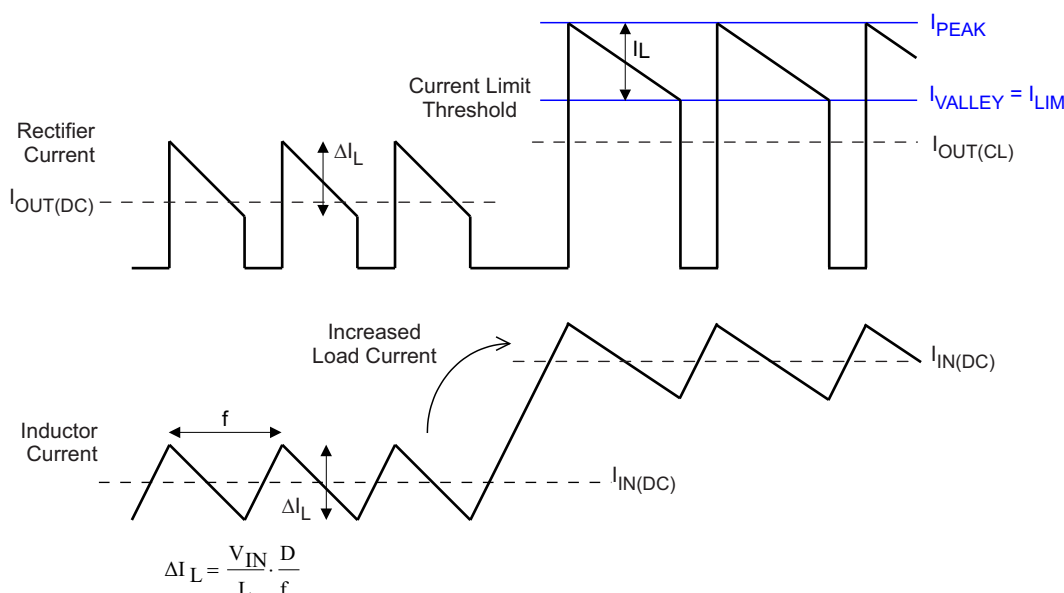 I_PEAK
I_L
Current Limit
Threshold
I_VALLEY = I_LIM
Rectifier
Current
ΔI_L
I_OUT(CL)
I_OUT(DC)
Increased
Load Current
I_IN(DC)
f
Inductor
Current
I_IN(DC)
ΔI_L
ΔI_L = V_IN/L · D/f